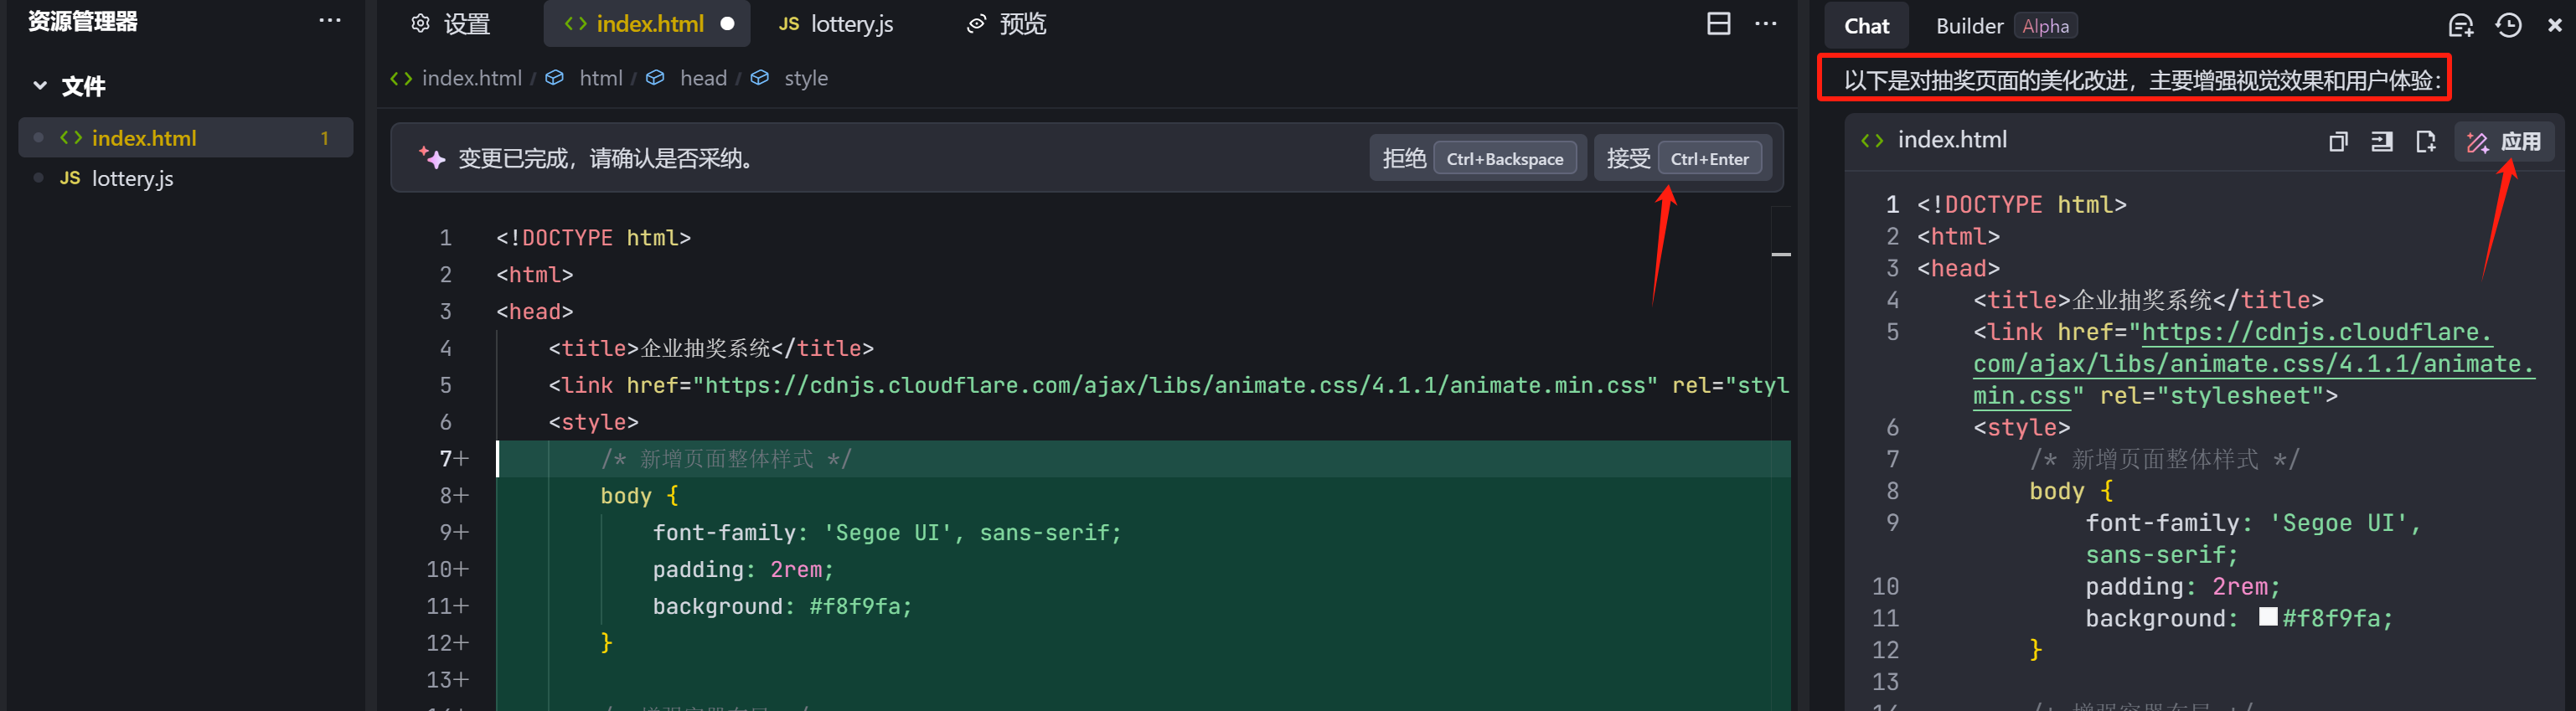 资源管理器 ···
文件
<> index.html 1
JS lottery.js
设置
<> index.html
JS lottery.js
预览
···
<> index.html / html / head / style
变更已完成，请确认是否采纳。
拒绝 Ctrl+Backspace
接受 Ctrl+Enter
1 <!DOCTYPE html>
2 <html>
3 <head>
4 <title>企业抽奖系统</title>
5 <link href="https://cdnjs.cloudflare.com/ajax/libs/animate.css/4.1.1/animate.min.css" rel="styl
6 <style>
7+ /* 新增页面整体样式 */
8+ body {
9+ font-family: 'Segoe UI', sans-serif;
10+ padding: 2rem;
11+ background: #f8f9fa;
12+ }
13+
Chat
Builder Alpha
以下是对抽奖页面的美化改进，主要增强视觉效果和用户体验：
<> index.html
应用
1 <!DOCTYPE html>
2 <html>
3 <head>
4 <title>企业抽奖系统</title>
5 <link href="https://cdnjs.cloudflare.
com/ajax/libs/animate.css/4.1.1/animate.
min.css" rel="stylesheet">
6 <style>
7 /* 新增页面整体样式 */
8 body {
9 font-family: 'Segoe UI',
sans-serif;
10 padding: 2rem;
11 background: #f8f9fa;
12 }
13
14 /* 增强容器布局 */